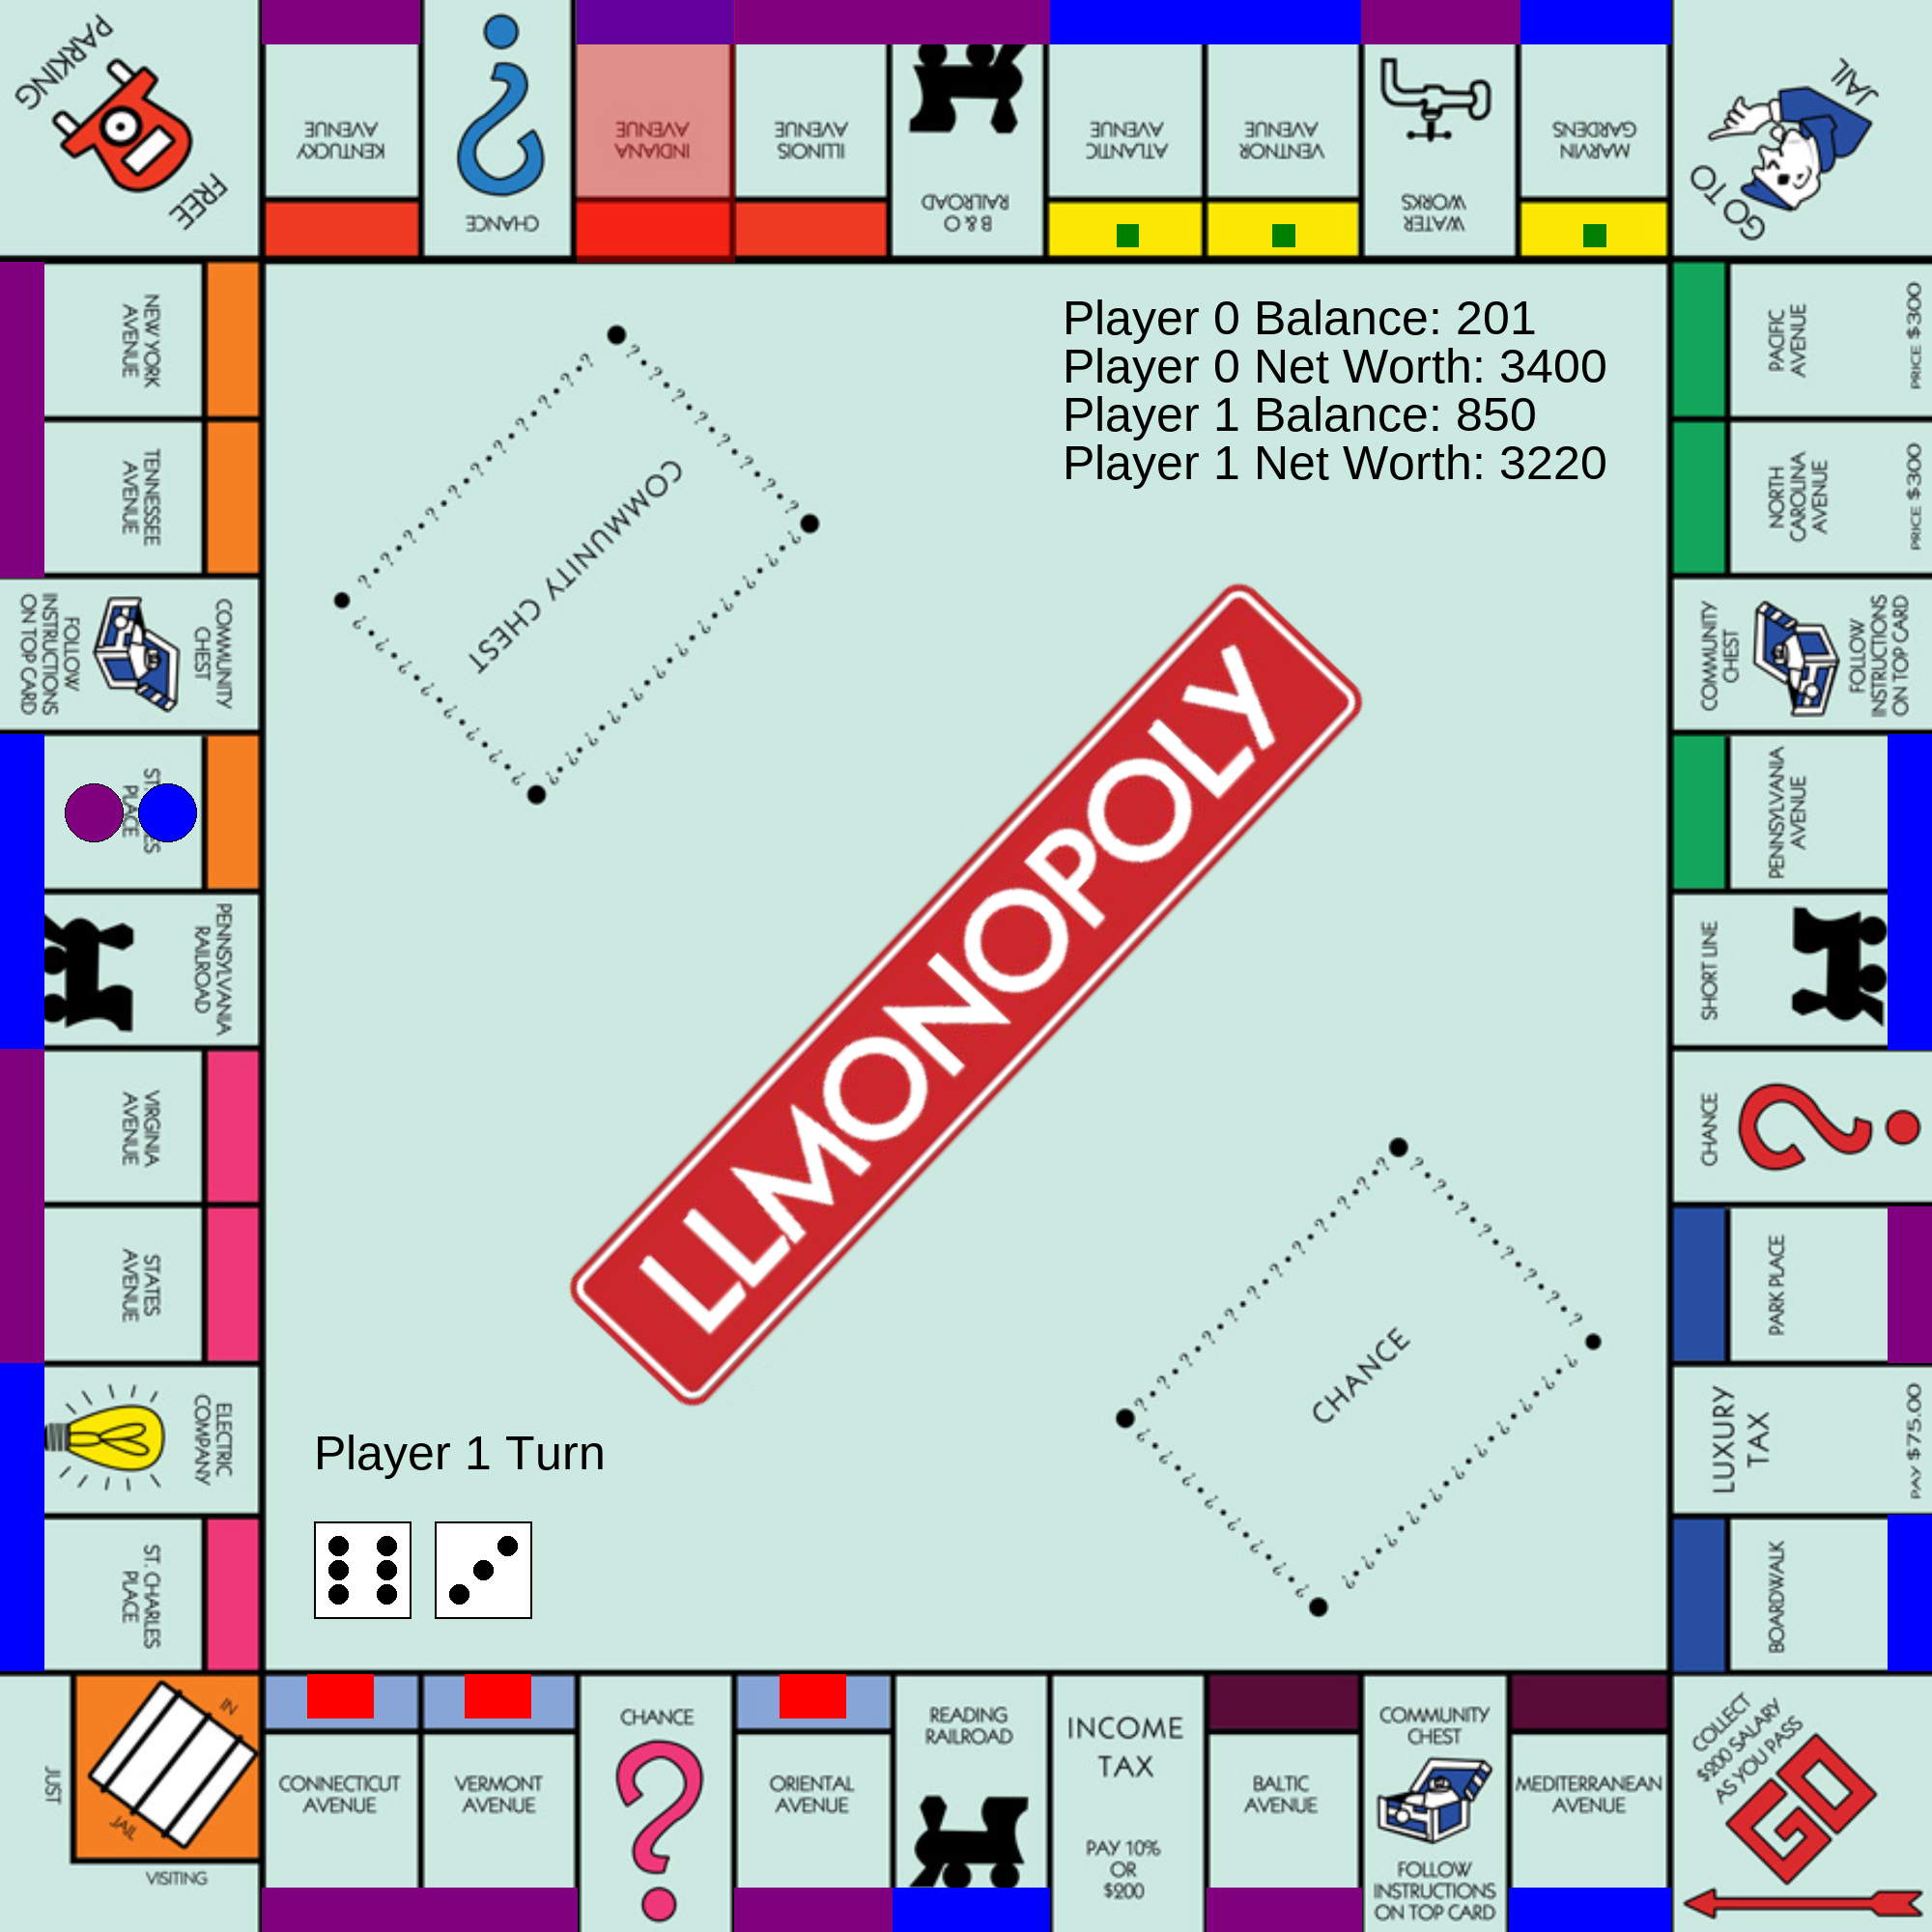 FREE
PARKING
KENTUCKY
AVENUE
CHANCE
INDIANA
AVENUE
ILLINOIS
AVENUE
B & O
RAILROAD
ATLANTIC
AVENUE
VENTNOR
AVENUE
WATER
WORKS
MARVIN
GARDENS
GO TO
JAIL
NEW YORK
AVENUE
TENNESSEE
AVENUE
COMMUNITY
CHEST
FOLLOW
INSTRUCTIONS
ON TOP CARD
PLACE
PENNSYLVANIA
RAILROAD
VIRGINIA
AVENUE
STATES
AVENUE
ELECTRIC
COMPANY
ST. CHARLES
PLACE
COMMUNITY CHEST
Player 0 Balance: 201
Player 0 Net Worth: 3400
Player 1 Balance: 850
Player 1 Net Worth: 3220
LLMONOPOLY
CHANCE
Player 1 Turn
PACIFIC
AVENUE
PRICE $300
NORTH
CAROLINA
AVENUE
PRICE $300
COMMUNITY
CHEST
FOLLOW
INSTRUCTIONS
ON TOP CARD
PENNSYLVANIA
AVENUE
SHORT LINE
CHANCE
PARK PLACE
LUXURY
TAX
PAY $75.00
BOARDWALK
JUST
VISITING
IN
JAIL
CONNECTICUT
AVENUE
VERMONT
AVENUE
CHANCE
ORIENTAL
AVENUE
READING
RAILROAD
INCOME
TAX
PAY 10%
OR
$200
BALTIC
AVENUE
COMMUNITY
CHEST
FOLLOW
INSTRUCTIONS
ON TOP CARD
MEDITERRANEAN
AVENUE
COLLECT
$200 SALARY
AS YOU PASS
GO